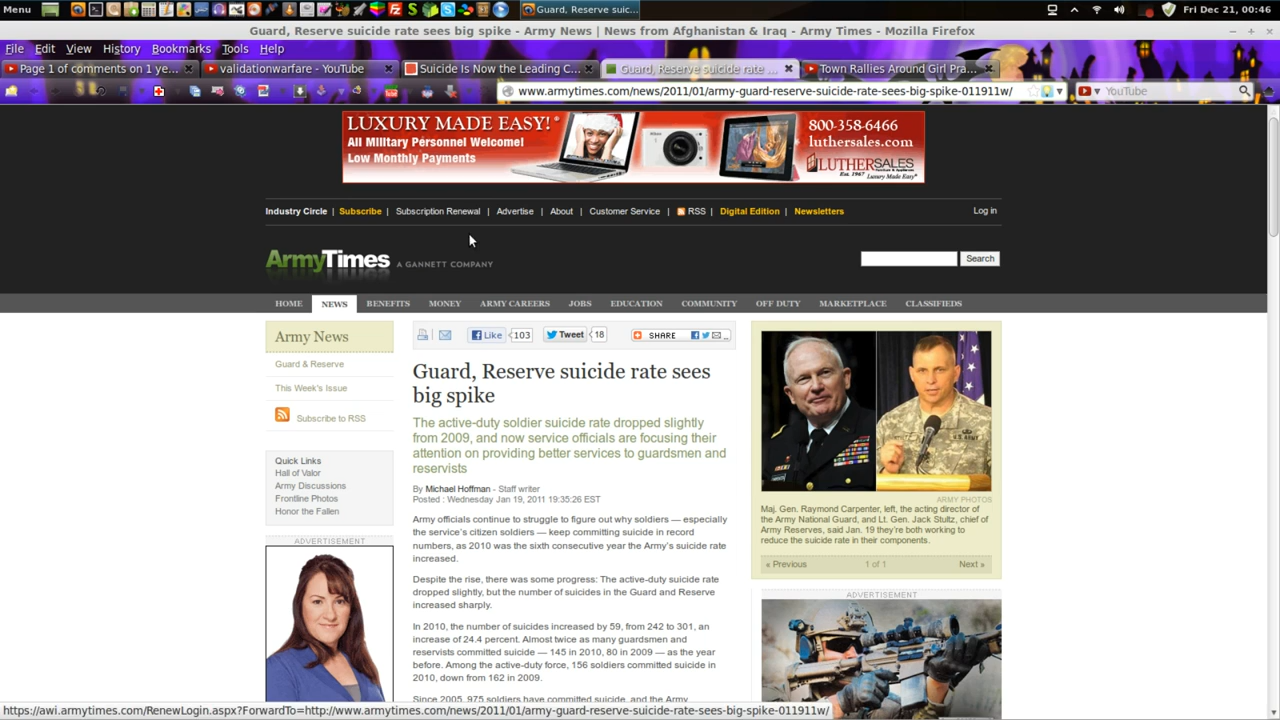 Menu
Guard, Reserve suic...
Fri Dec 21, 00:46
Guard, Reserve suicide rate sees big spike - Army News | News from Afghanistan & Iraq - Army Times - Mozilla Firefox
File Edit View History Bookmarks Tools Help
Page 1 of comments on 1 ye...
validationwarfare - YouTube
Suicide Is Now the Leading C...
Guard, Reserve suicide rate ...
Town Rallies Around Girl Pra...
www.armytimes.com/news/2011/01/army-guard-reserve-suicide-rate-sees-big-spike-011911w/
YouTube
LUXURY MADE EASY!®
All Military Personnel Welcome!
Low Monthly Payments
800-358-6466
luthersales.com
LUTHERSALES
Est. 1967
Luxury Made Easy®
Industry Circle | Subscribe | Subscription Renewal | Advertise | About | Customer Service | RSS | Digital Edition | Newsletters
Log in
ArmyTimes A GANNETT COMPANY
Search
HOME NEWS BENEFITS MONEY ARMY CAREERS JOBS EDUCATION COMMUNITY OFF DUTY MARKETPLACE CLASSIFIEDS
Army News
Guard & Reserve
This Week's Issue
Subscribe to RSS
Quick Links
Hall of Valor
Army Discussions
Frontline Photos
Honor the Fallen
ADVERTISEMENT
Like 103 Tweet 18 SHARE
Guard, Reserve suicide rate sees
big spike
The active-duty soldier suicide rate dropped slightly
from 2009, and now service officials are focusing their
attention on providing better services to guardsmen and
reservists
By Michael Hoffman - Staff writer
Posted : Wednesday Jan 19, 2011 19:35:26 EST
Army officials continue to struggle to figure out why soldiers — especially
the service's citizen soldiers — keep committing suicide in record
numbers, as 2010 was the sixth consecutive year the Army's suicide rate
increased.
Despite the rise, there was some progress: The active-duty suicide rate
dropped slightly, but the number of suicides in the Guard and Reserve
increased sharply.
In 2010, the number of suicides increased by 59, from 242 to 301, an
increase of 24.4 percent. Almost twice as many guardsmen and
reservists committed suicide — 145 in 2010, 80 in 2009 — as the year
before. Among the active-duty force, 156 soldiers committed suicide in
2010, down from 162 in 2009.
Since 2005, 975 soldiers have committed suicide, and the Army
ARMY PHOTOS
Maj. Gen. Raymond Carpenter, left, the acting director of
the Army National Guard, and Lt. Gen. Jack Stultz, chief of
Army Reserves, said Jan. 19 they're both working to
reduce the suicide rate in their components.
« Previous 1 of 1 Next »
ADVERTISEMENT
https://awi.armytimes.com/RenewLogin.aspx?ForwardTo=http://www.armytimes.com/news/2011/01/army-guard-reserve-suicide-rate-sees-big-spike-011911w/